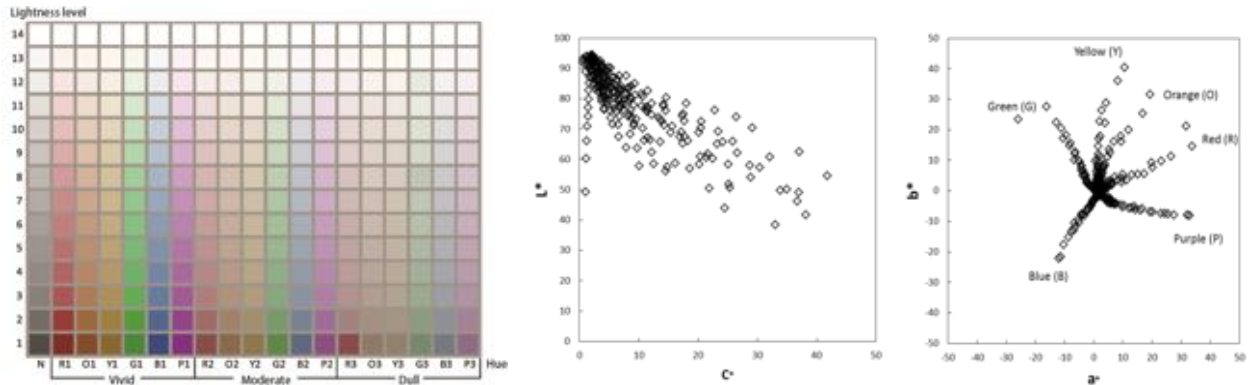 Lightness level
14
13
12
11
10
9
8
7
6
5
4
3
2
1
N R1 O1 Y1 G1 B1 P1 R2 O2 Y2 G2 B2 P2 R3 O3 Y3 G3 B3 P3 Hue
Vivid Moderate Dull
L*
100
90
80
70
60
50
40
30
20
10
0
0 10 20 30 40 50
C*
b*
50
40
30
20
10
0
-10
-20
-30
-40
-50
-50 -40 -30 -20 -10 0 10 20 30 40 50
a*
Yellow (Y)
Orange (O)
Green (G)
Red (R)
Purple (P)
Blue (B)